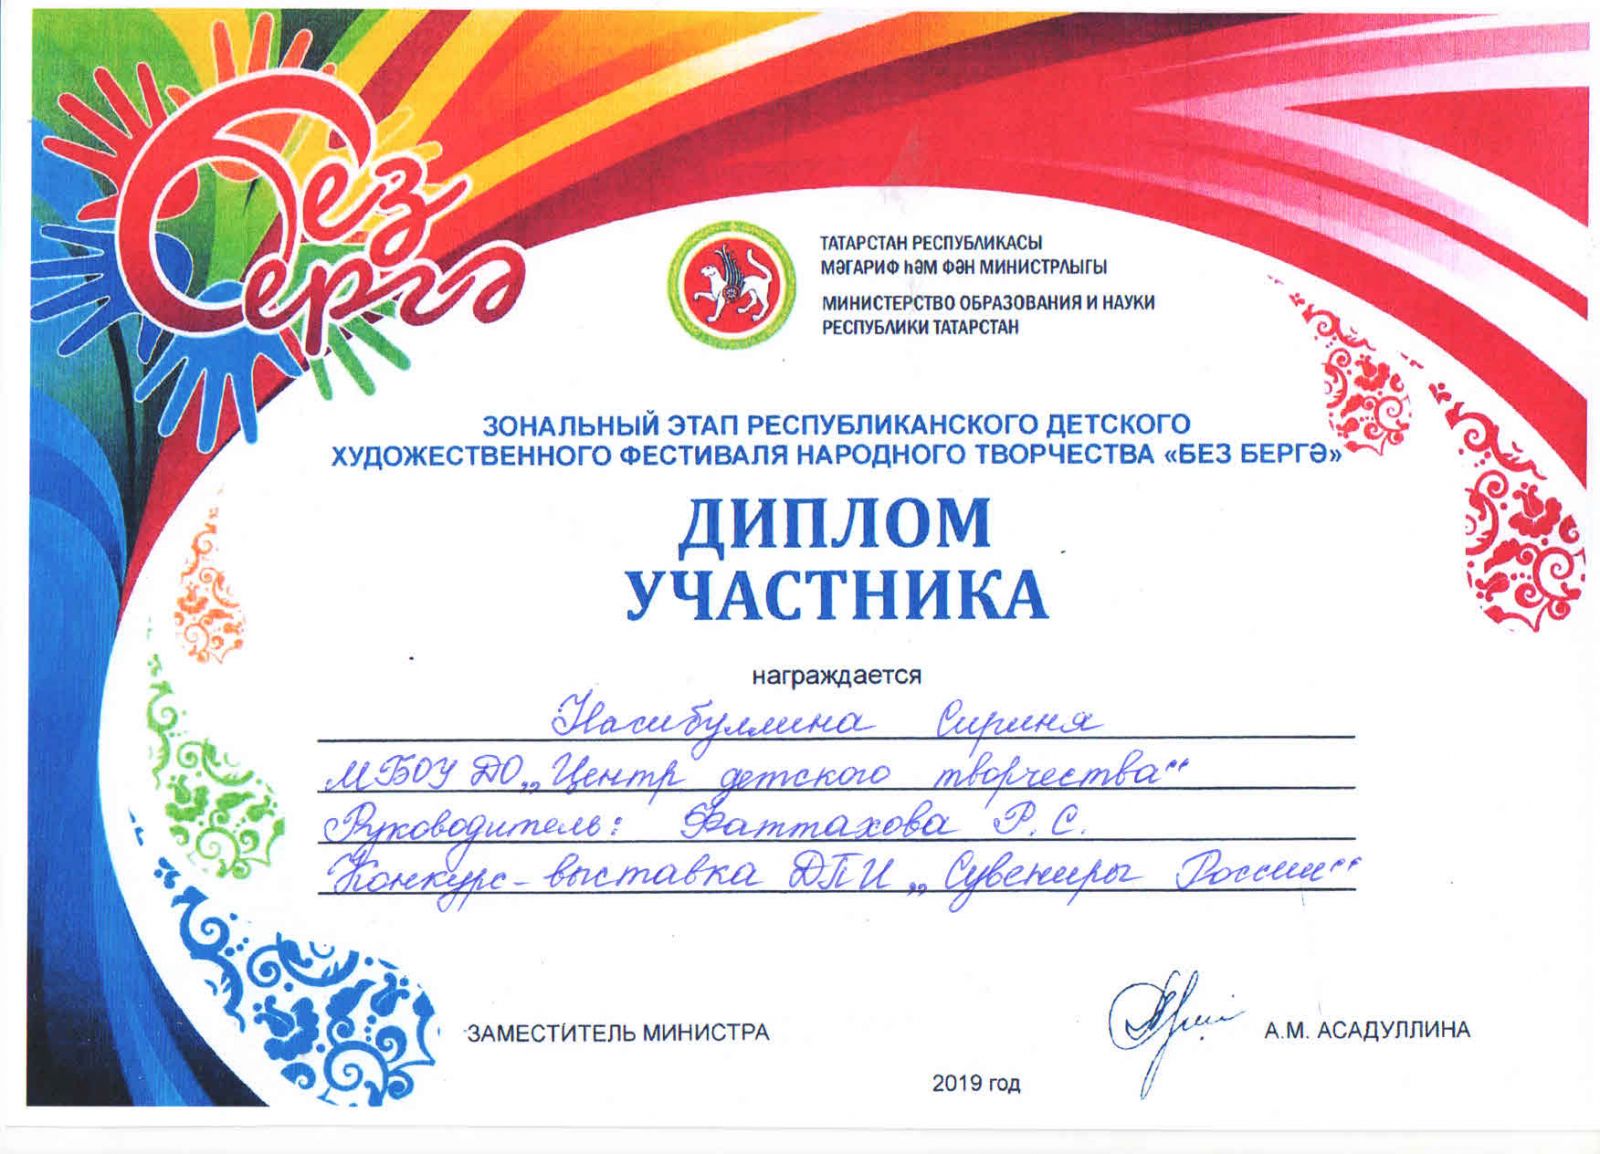 Без
бергә
ТАТАРСТАН РЕСПУБЛИКАСЫ
МӘГАРИФ ҺӘМ ФӘН МИНИСТРЛЫГЫ
МИНИСТЕРСТВО ОБРАЗОВАНИЯ И НАУКИ
РЕСПУБЛИКИ ТАТАРСТАН
ЗОНАЛЬНЫЙ ЭТАП РЕСПУБЛИКАНСКОГО ДЕТСКОГО
ХУДОЖЕСТВЕННОГО ФЕСТИВАЛЯ НАРОДНОГО ТВОРЧЕСТВА «БЕЗ БЕРГӘ»
ДИПЛОМ
УЧАСТНИКА
награждается
Насибуллина Сириня
МБОУ ДО „Центр детского творчества“
Руководитель: Фаттахова Р.С.
Конкурс-выставка ДПИ „Сувениры России“
ЗАМЕСТИТЕЛЬ МИНИСТРА
А.М. АСАДУЛЛИНА
2019 год